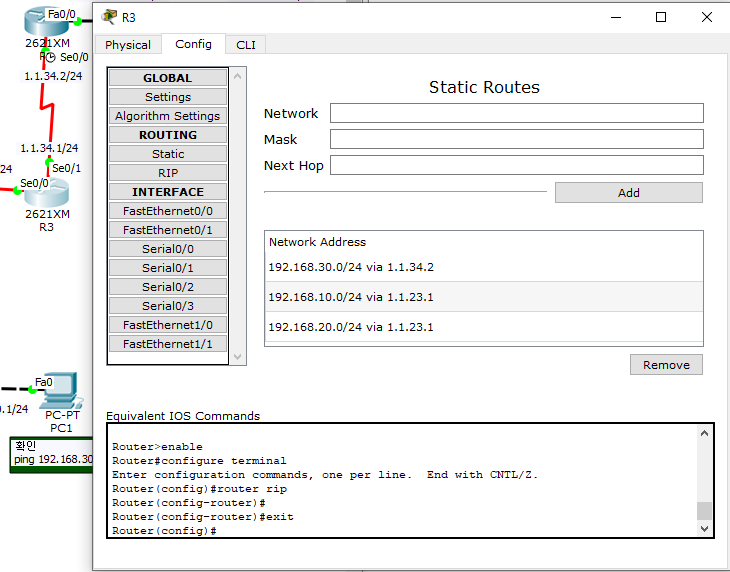 Fa0/0
2621XM
Se0/0
1.1.34.2/24
1.1.34.1/24
24
Se0/1
Se0/0
2621XM
R3
Fa0
0.1/24
PC-PT
PC1
확인
ping 192.168.30
R3
Physical
Config
CLI
GLOBAL
Settings
Algorithm Settings
ROUTING
Static
RIP
INTERFACE
FastEthernet0/0
FastEthernet0/1
Serial0/0
Serial0/1
Serial0/2
Serial0/3
FastEthernet1/0
FastEthernet1/1
Static Routes
Network
Mask
Next Hop
Add
Network Address
192.168.30.0/24 via 1.1.34.2
192.168.10.0/24 via 1.1.23.1
192.168.20.0/24 via 1.1.23.1
Remove
Equivalent IOS Commands
Router>enable
Router#configure terminal
Enter configuration commands, one per line.  End with CNTL/Z.
Router(config)#router rip
Router(config-router)#
Router(config-router)#exit
Router(config)#